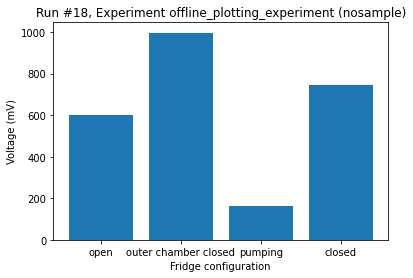 Run #18, Experiment offline_plotting_experiment (nosample)
1000
800
600
400
200
0
Voltage (mV)
open outer chamber closed pumping closed
Fridge configuration